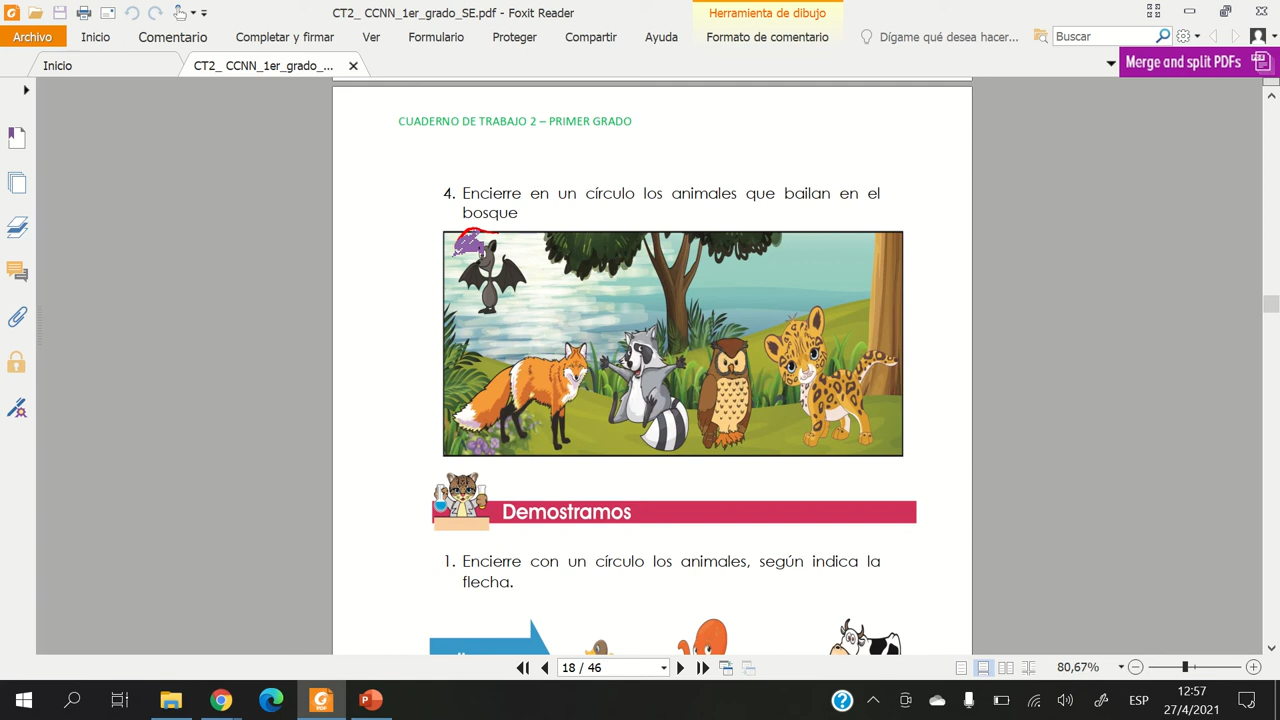 CT2_ CCNN_1er_grado_SE.pdf - Foxit Reader
Herramienta de dibujo
Archivo Inicio Comentario Completar y firmar Ver Formulario Proteger Compartir Ayuda Formato de comentario Dígame qué desea hacer... Buscar
Inicio CT2_ CCNN_1er_grado_... Merge and split PDFs
CUADERNO DE TRABAJO 2 – PRIMER GRADO
4. Encierre en un círculo los animales que bailan en el
bosque
Demostramos
1. Encierre con un círculo los animales, según indica la
flecha.
18 / 46 80,67%
ESP
12:57
27/4/2021